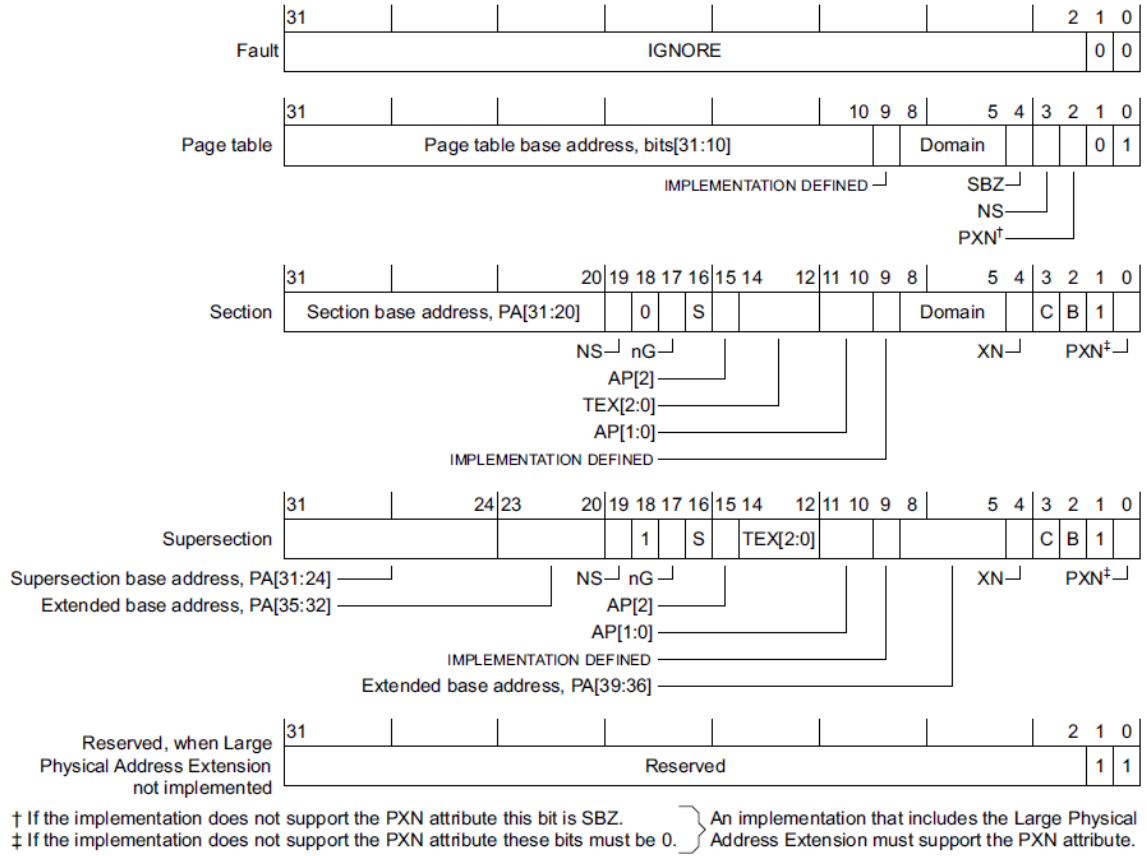 31 2 1 0
Fault IGNORE 0 0
31 10 9 8 5 4 3 2 1 0
Page table Page table base address, bits[31:10] Domain 0 1
IMPLEMENTATION DEFINED SBZ
NS
PXN†
31 20 19 18 17 16 15 14 12 11 10 9 8 5 4 3 2 1 0
Section Section base address, PA[31:20] 0 S Domain C B 1
NS nG XN PXN‡
AP[2]
TEX[2:0]
AP[1:0]
IMPLEMENTATION DEFINED
31 24 23 20 19 18 17 16 15 14 12 11 10 9 8 5 4 3 2 1 0
Supersection 1 S TEX[2:0] C B 1
Supersection base address, PA[31:24] NS nG XN PXN‡
Extended base address, PA[35:32] AP[2]
AP[1:0]
IMPLEMENTATION DEFINED
Extended base address, PA[39:36]
31 2 1 0
Reserved, when Large
Physical Address Extension Reserved 1 1
not implemented
† If the implementation does not support the PXN attribute this bit is SBZ. An implementation that includes the Large Physical
‡ If the implementation does not support the PXN attribute these bits must be 0. Address Extension must support the PXN attribute.